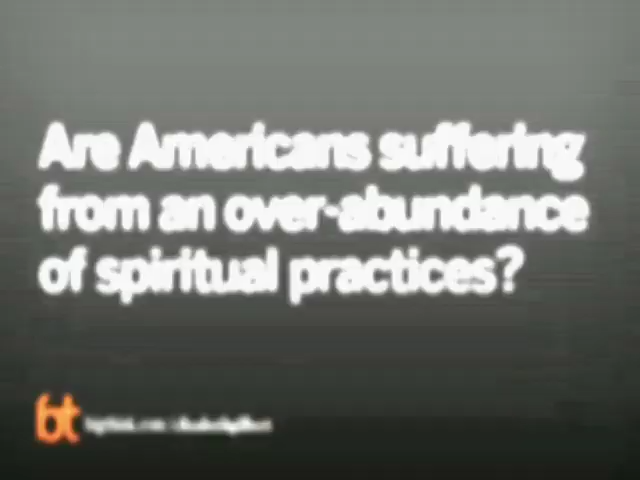 Are Americans suffering
from an over-abundance
of spiritual practices?
bt